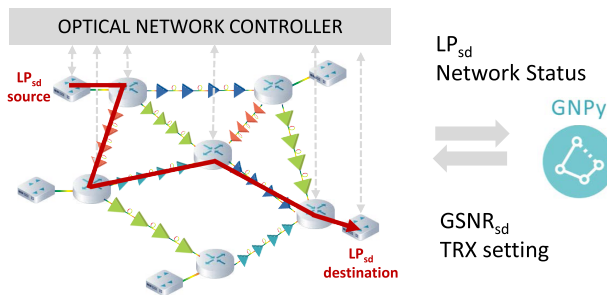 OPTICAL NETWORK CONTROLLER
LPsd
source
LPsd
destination
LPsd
Network Status
GNPy
GSNRsd
TRX setting